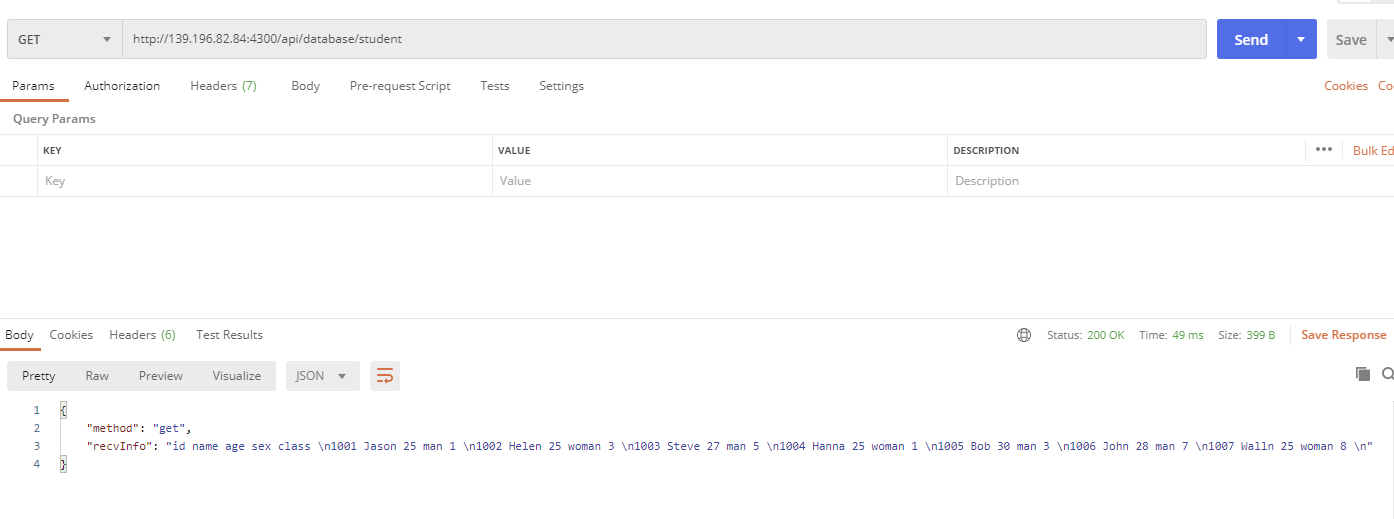 GET http://139.196.82.84:4300/api/database/student Send Save
Params Authorization Headers (7) Body Pre-request Script Tests Settings Cookies Co
Query Params
KEY VALUE DESCRIPTION ••• Bulk Ed
Key Value Description
Body Cookies Headers (6) Test Results Status: 200 OK Time: 49 ms Size: 399 B Save Response
Pretty Raw Preview Visualize JSON
1 {
2 "method": "get",
3 "recvInfo": "id name age sex class \n1001 Jason 25 man 1 \n1002 Helen 25 woman 3 \n1003 Steve 27 man 5 \n1004 Hanna 25 woman 1 \n1005 Bob 30 man 3 \n1006 John 28 man 7 \n1007 Walln 25 woman 8 \n"
4 }